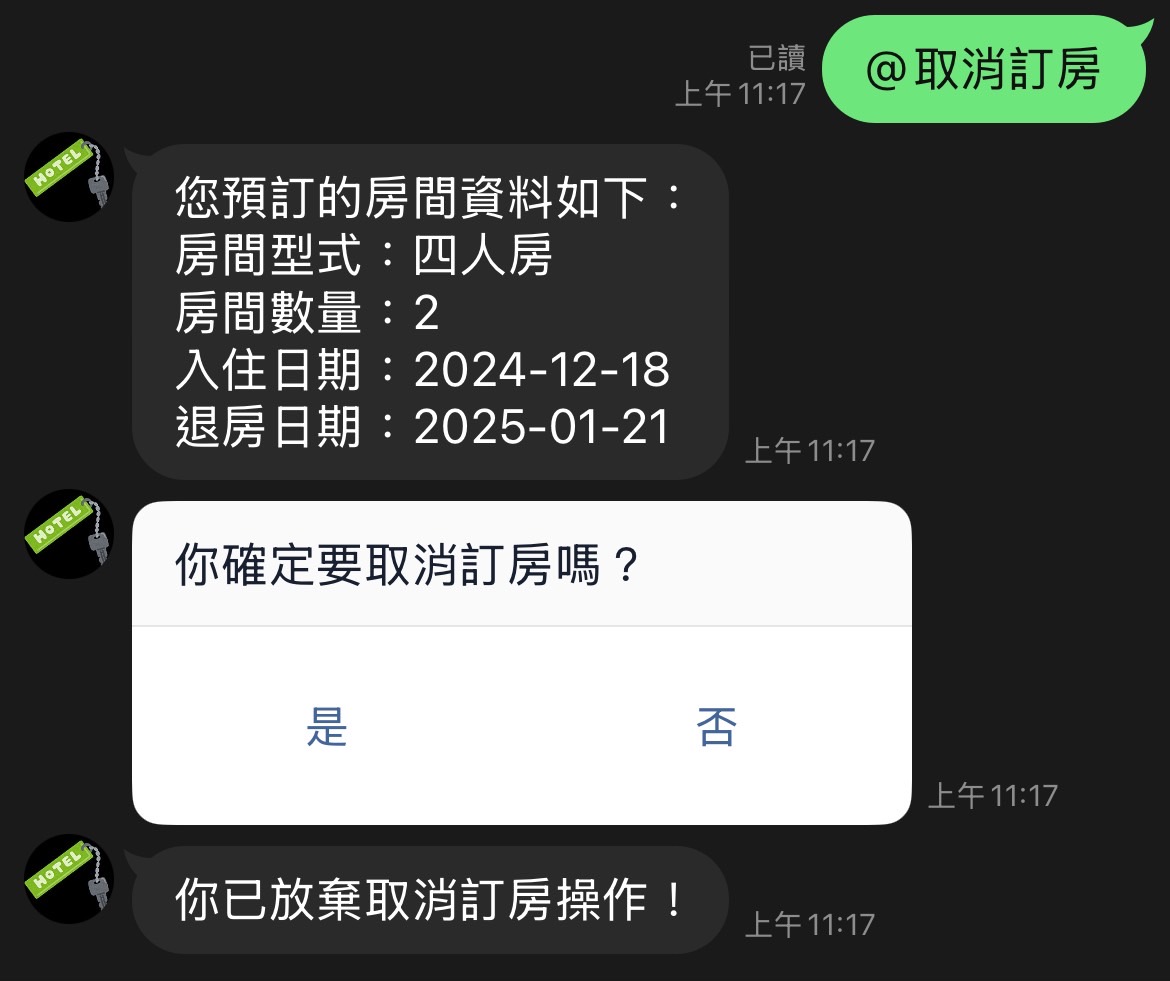 @取消訂房
已讀
上午 11:17
HOTEL
您預訂的房間資料如下：
房間型式：四人房
房間數量：2
入住日期：2024-12-18
退房日期：2025-01-21
上午 11:17
HOTEL
你確定要取消訂房嗎？
是 否
上午 11:17
HOTEL
你已放棄取消訂房操作！
上午 11:17